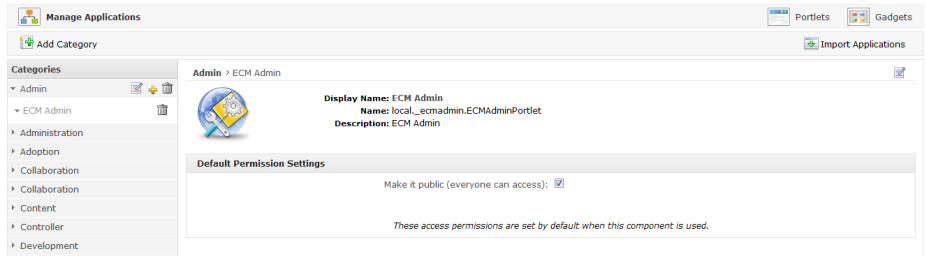 Manage Applications
Portlets
Gadgets
Add Category
Import Applications
Categories
Admin
ECM Admin
Administration
Adoption
Collaboration
Collaboration
Content
Controller
Development
Admin › ECM Admin
Display Name: ECM Admin
Name: local._ecmadmin.ECMAdminPortlet
Description: ECM Admin
Default Permission Settings
Make it public (everyone can access):
These access permissions are set by default when this component is used.